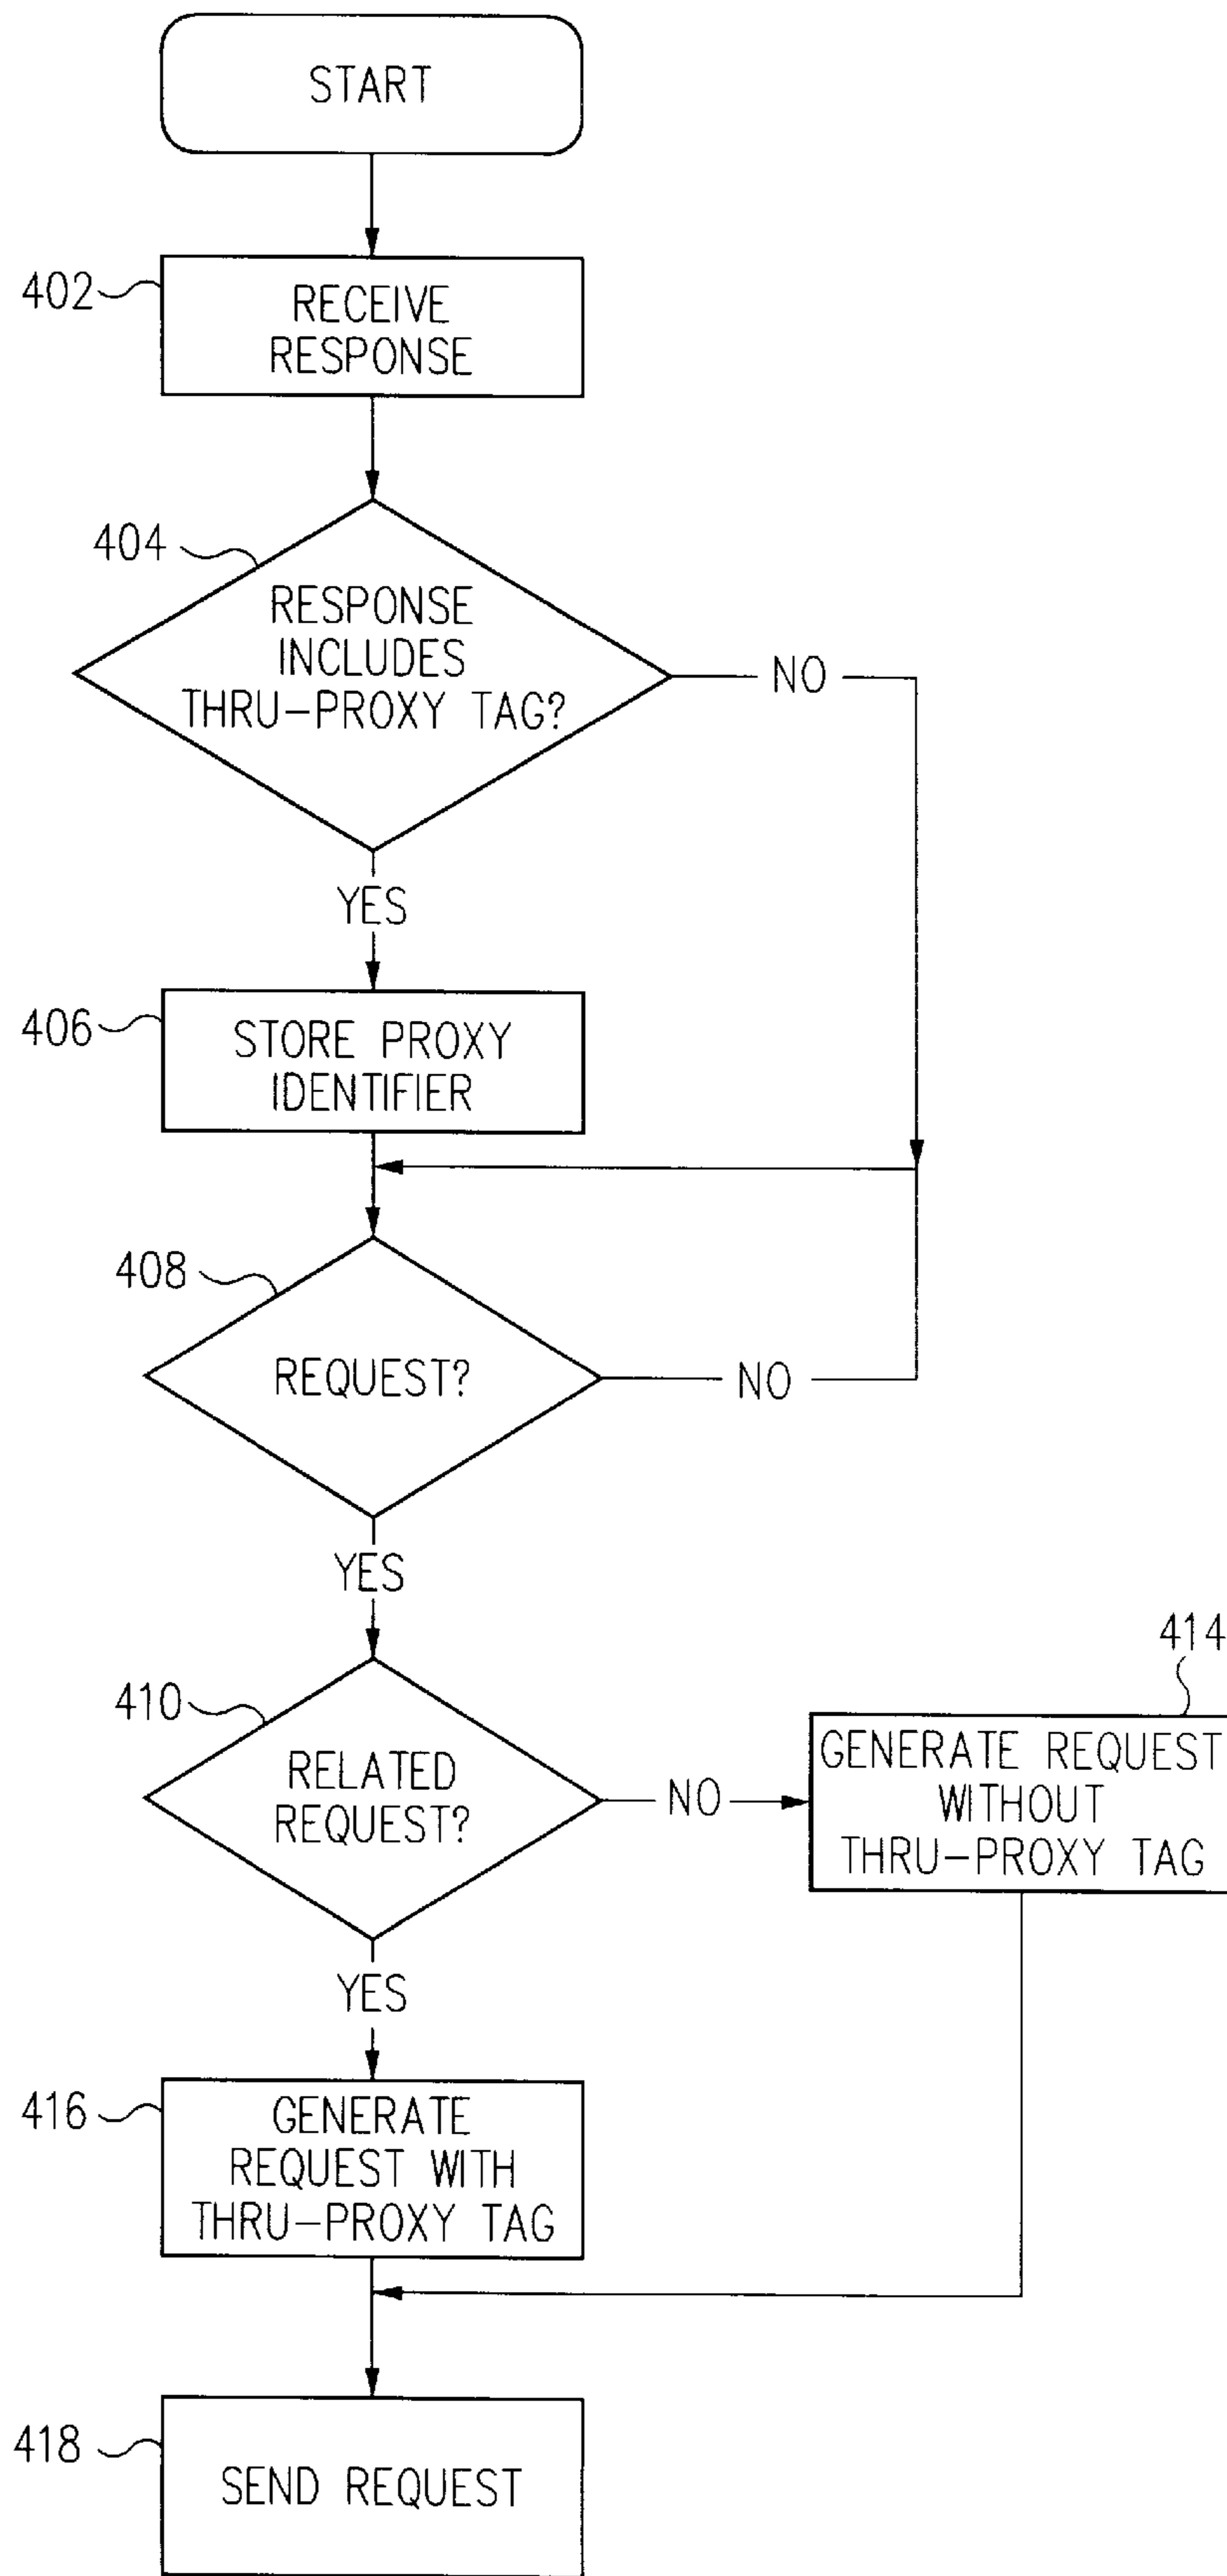 START
402
RECEIVE
RESPONSE
404
RESPONSE
INCLUDES
THRU-PROXY TAG?
NO
YES
406
STORE PROXY
IDENTIFIER
408
REQUEST?
NO
YES
414
410
RELATED
REQUEST?
NO
GENERATE REQUEST
WITHOUT
THRU-PROXY TAG
YES
416
GENERATE
REQUEST WITH
THRU-PROXY TAG
418
SEND REQUEST